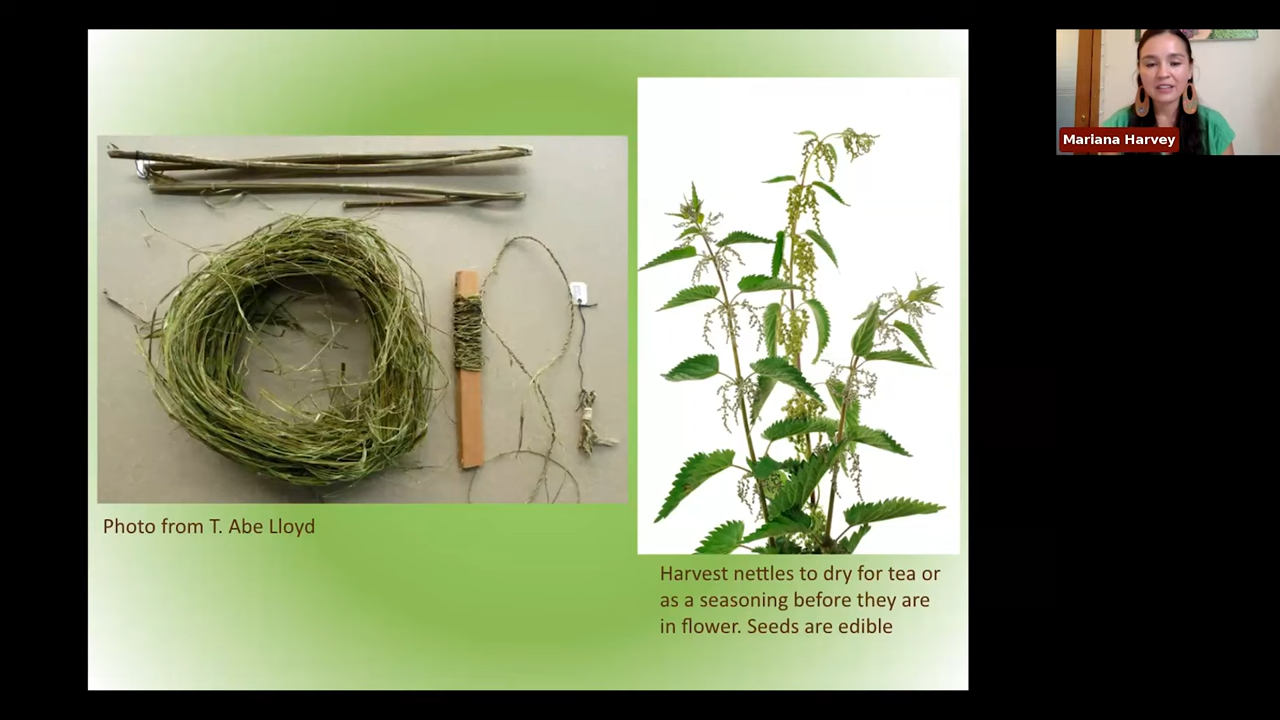 Mariana Harvey
Photo from T. Abe Lloyd
Harvest nettles to dry for tea or
as a seasoning before they are
in flower. Seeds are edible